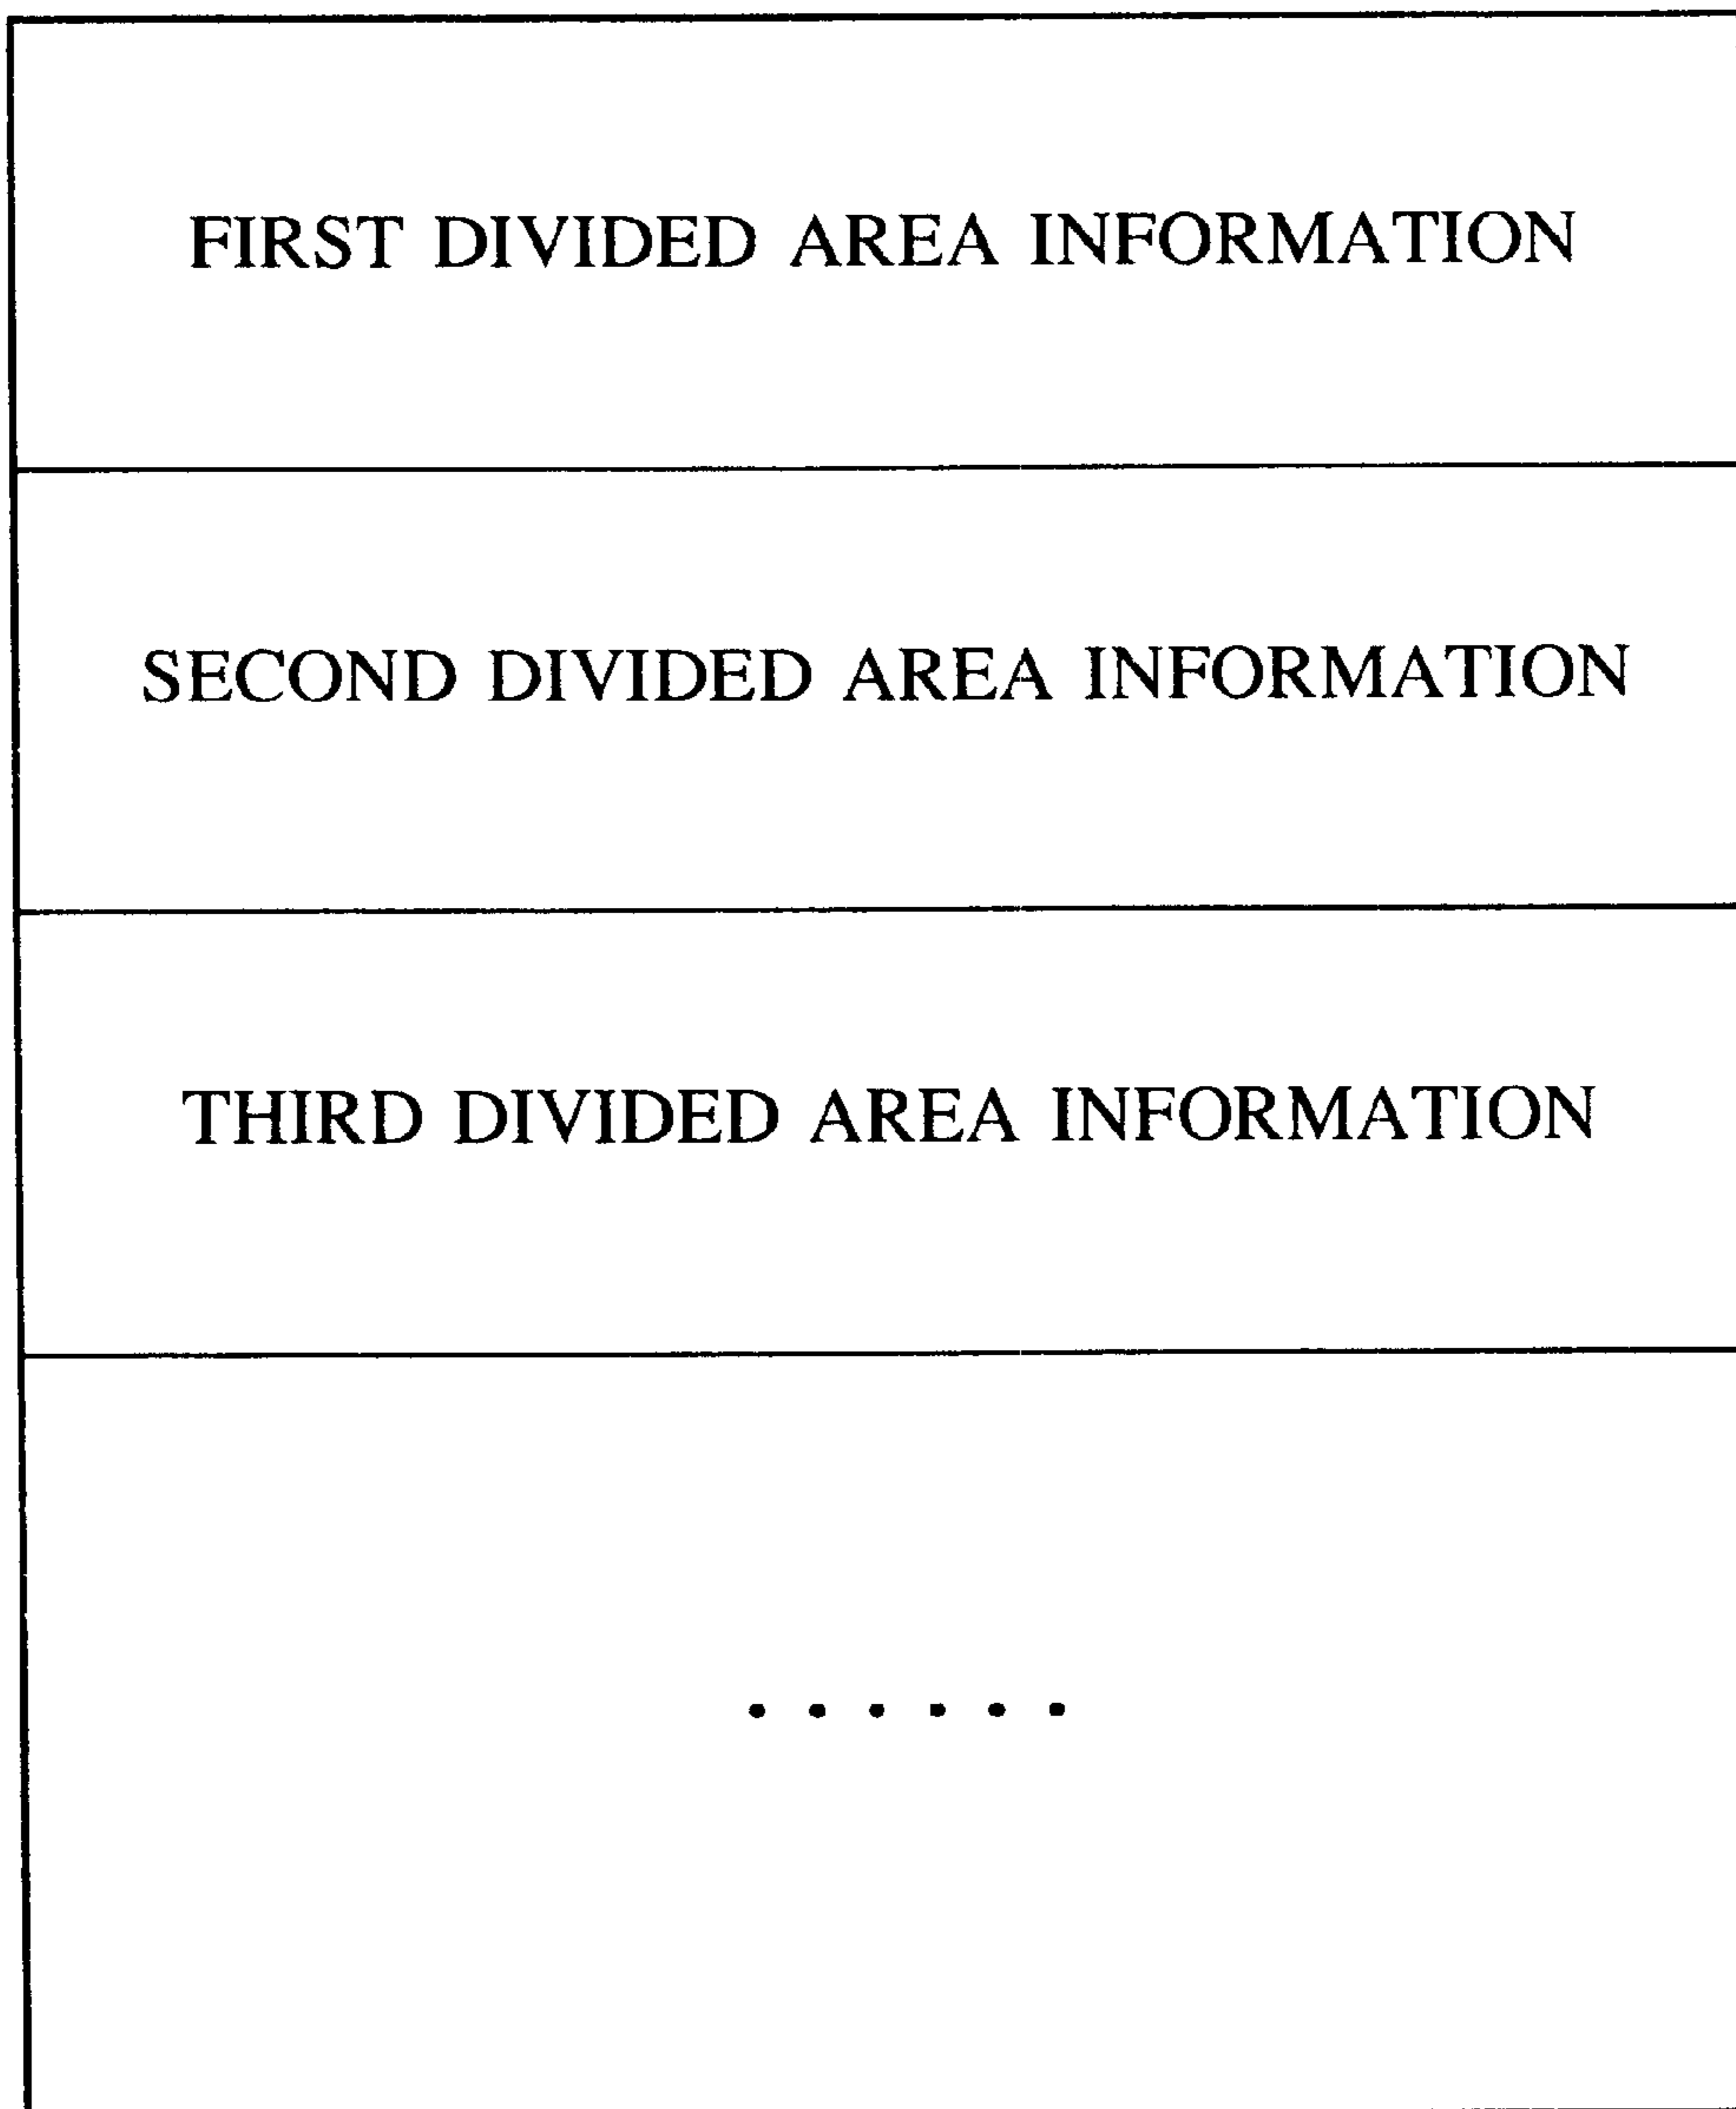 FIRST DIVIDED AREA INFORMATION
SECOND DIVIDED AREA INFORMATION
THIRD DIVIDED AREA INFORMATION
. . . . . .